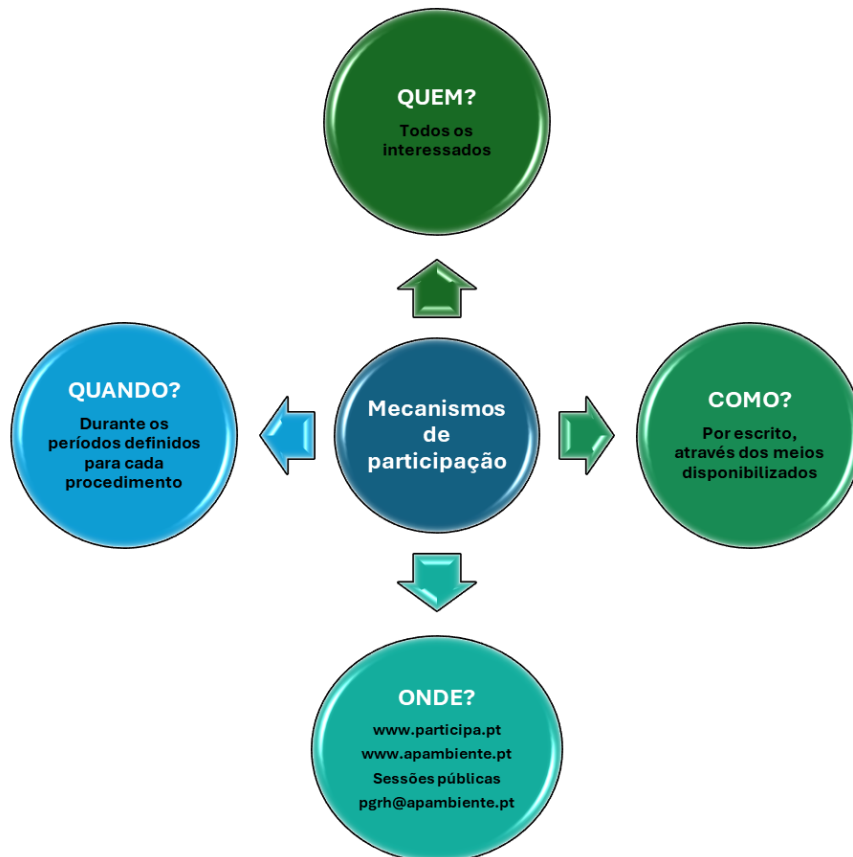 QUEM?
Todos os
interessados
QUANDO?
Durante os
períodos definidos
para cada
procedimento
Mecanismos
de
participação
COMO?
Por escrito,
através dos meios
disponibilizados
ONDE?
www.participa.pt
www.apambiente.pt
Sessões públicas
pgrh@apambiente.pt